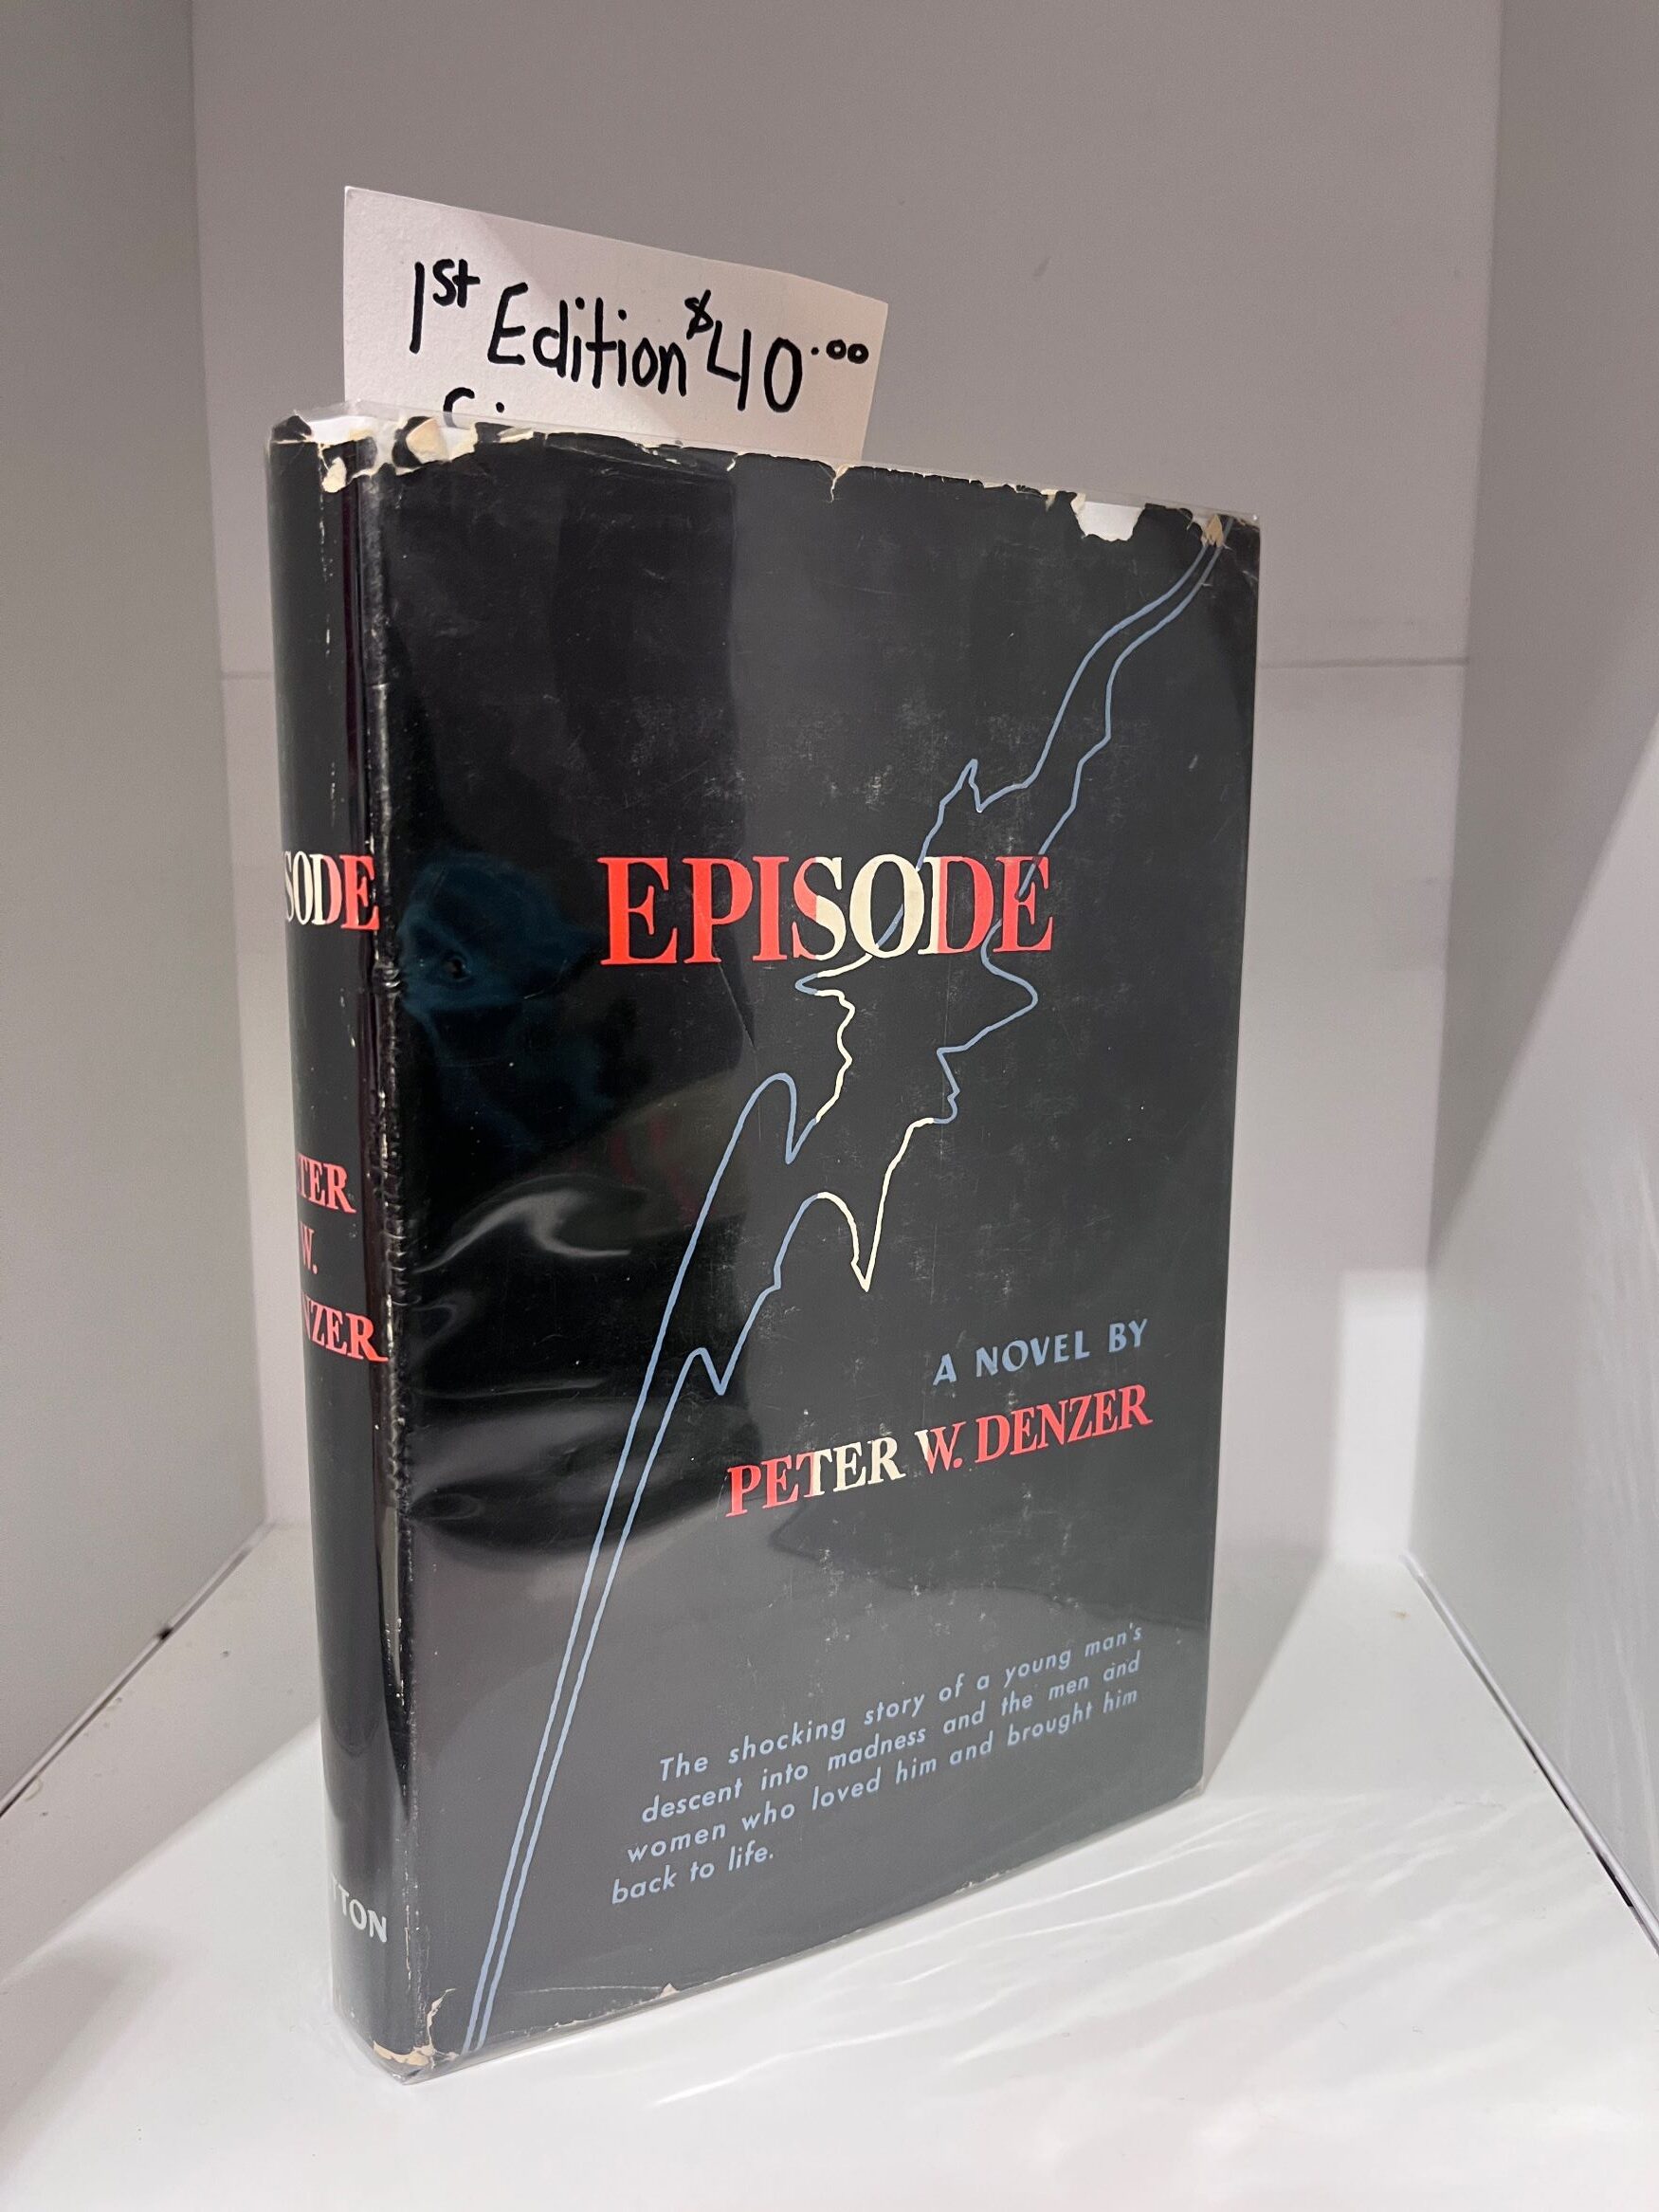 1st Edition $40.00
EPISODE
A NOVEL BY
PETER W. DENZER
The shocking story of a young man's
descent into madness and the men and
women who loved him and brought him
back to life.
SODE
TER
W.
NZER
TTON